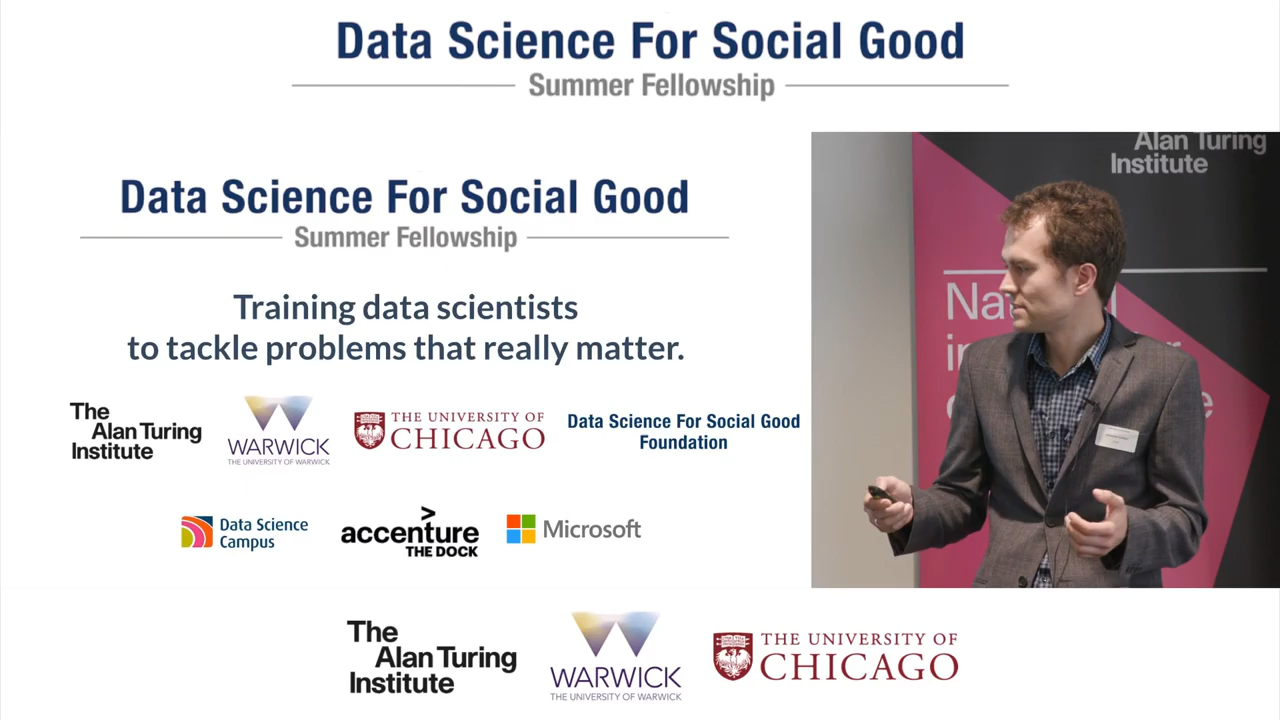 Data Science For Social Good
Summer Fellowship
Data Science For Social Good
Summer Fellowship
Training data scientists
to tackle problems that really matter.
The
Alan Turing
Institute
WARWICK
THE UNIVERSITY OF WARWICK
THE UNIVERSITY OF
CHICAGO
Data Science For Social Good
Foundation
Data Science
Campus
>
accenture
THE DOCK
Microsoft
Alan Turing
Institute
The
Alan Turing
Institute
WARWICK
THE UNIVERSITY OF WARWICK
THE UNIVERSITY OF
CHICAGO